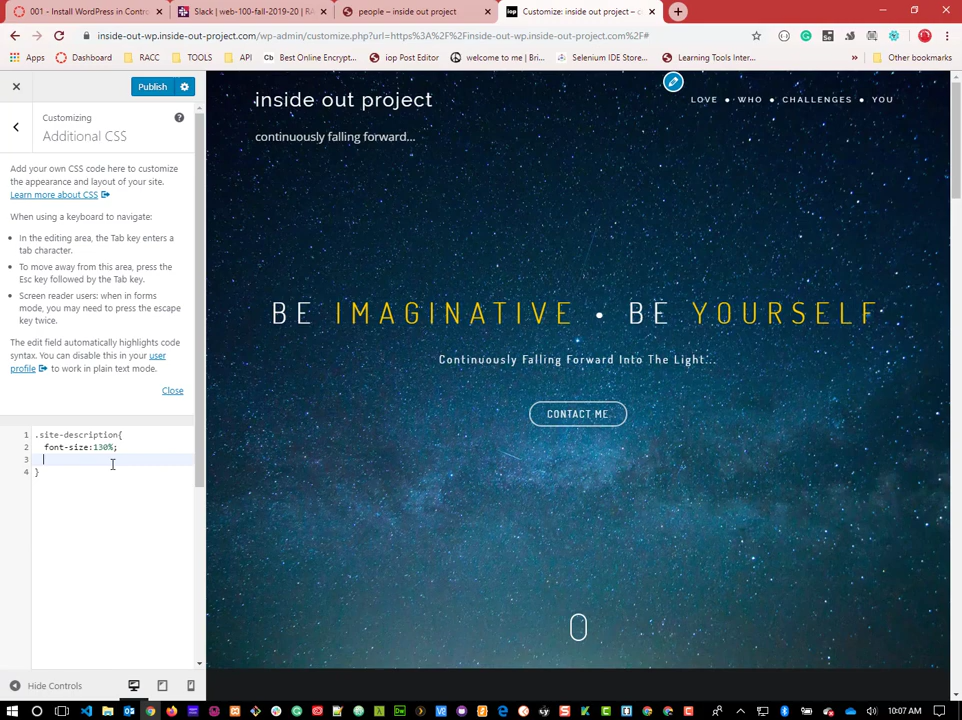 001 - Install WordPress in Contro
Slack | web-100-fall-2019-20 | RA
people – inside out project
Customize: inside out project – c
inside-out-wp.inside-out-project.com/wp-admin/customize.php?url=https%3A%2F%2Finside-out-wp.inside-out-project.com%2F#
Apps
Dashboard
RACC
TOOLS
API
Best Online Encrypt...
iop Post Editor
welcome to me | Bri...
Selenium IDE Store...
Learning Tools Inter...
»
Other bookmarks
Publish
Customizing
Additional CSS
Add your own CSS code here to customize
the appearance and layout of your site.
Learn more about CSS
When using a keyboard to navigate:
• In the editing area, the Tab key enters a
tab character.
• To move away from this area, press the
Esc key followed by the Tab key.
• Screen reader users: when in forms
mode, you may need to press the escape
key twice.
The edit field automatically highlights code
syntax. You can disable this in your user
profile to work in plain text mode.
Close
1 .site-description{
2 font-size:130%;
3
4 }
Hide Controls
inside out project
continuously falling forward...
LOVE • WHO • CHALLENGES • YOU
BE IMAGINATIVE • BE YOURSELF
Continuously Falling Forward Into The Light...
CONTACT ME
10:07 AM